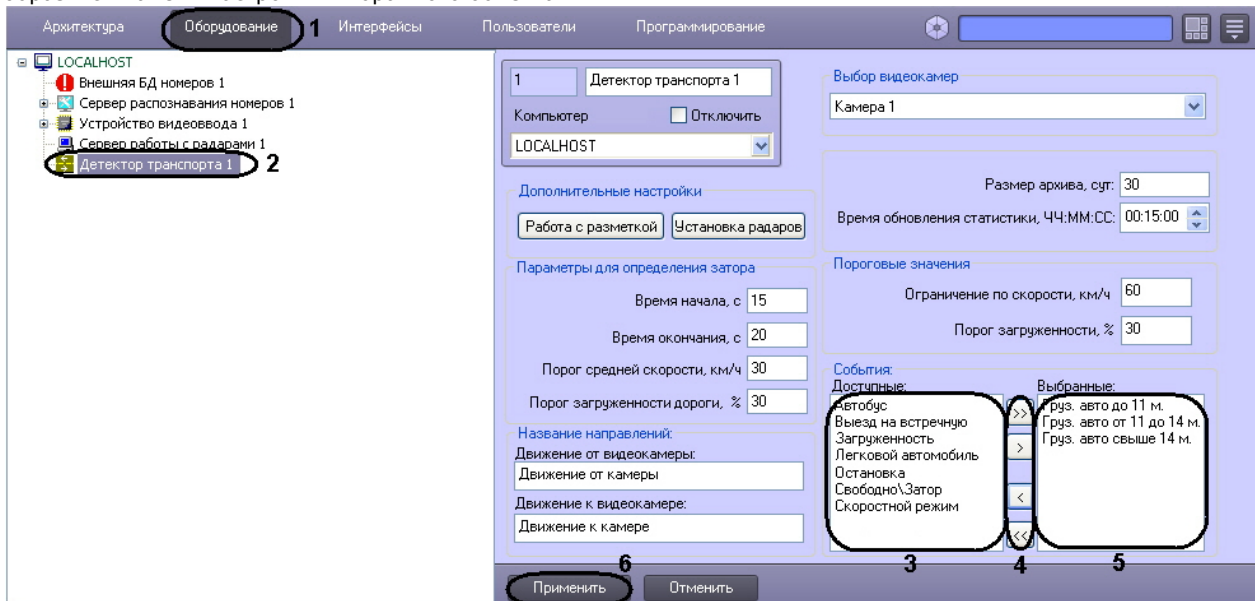 Архитектура Оборудование 1 Интерфейсы Пользователи Программирование
LOCALHOST
Внешняя БД номеров 1
Сервер распознавания номеров 1
Устройство видеоввода 1
Сервер работы с радарами 1
Детектор транспорта 1 2
1 Детектор транспорта 1
Компьютер Отключить
LOCALHOST
Дополнительные настройки
Работа с разметкой Установка радаров
Параметры для определения затора
Время начала, с 15
Время окончания, с 20
Порог средней скорости, км/ч 30
Порог загруженности дороги, % 30
Название направлений:
Движение от видеокамеры:
Движение от камеры
Движение к видеокамере:
Движение к камере
Выбор видеокамер
Камера 1
Размер архива, сут: 30
Время обновления статистики, ЧЧ:ММ:СС: 00:15:00
Пороговые значения
Ограничение по скорости, км/ч 60
Порог загруженности, % 30
События:
Доступные:
Автобус
Выезд на встречную
Загруженность
Легковой автомобиль
Остановка
Свободно\Затор
Скоростной режим
>>
>
<
<<
Выбранные:
Груз. авто до 11 м.
Груз. авто от 11 до 14 м.
Груз. авто свыше 14 м.
3 4 5
6
Применить Отменить